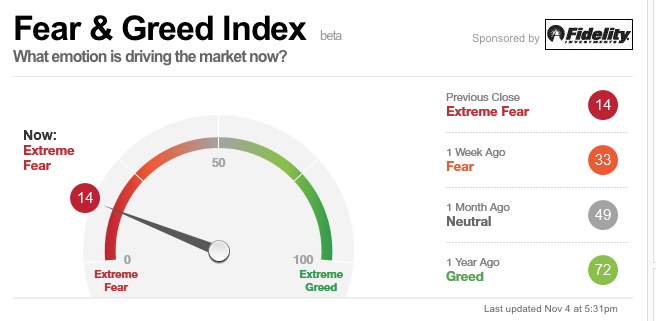 Fear & Greed Index beta
What emotion is driving the market now?
Sponsored by Fidelity
INVESTMENTS
Now:
Extreme
Fear
14
50
0
100
Extreme
Fear
Extreme
Greed
Previous Close
Extreme Fear
14
1 Week Ago
Fear
33
1 Month Ago
Neutral
49
1 Year Ago
Greed
72
Last updated Nov 4 at 5:31pm